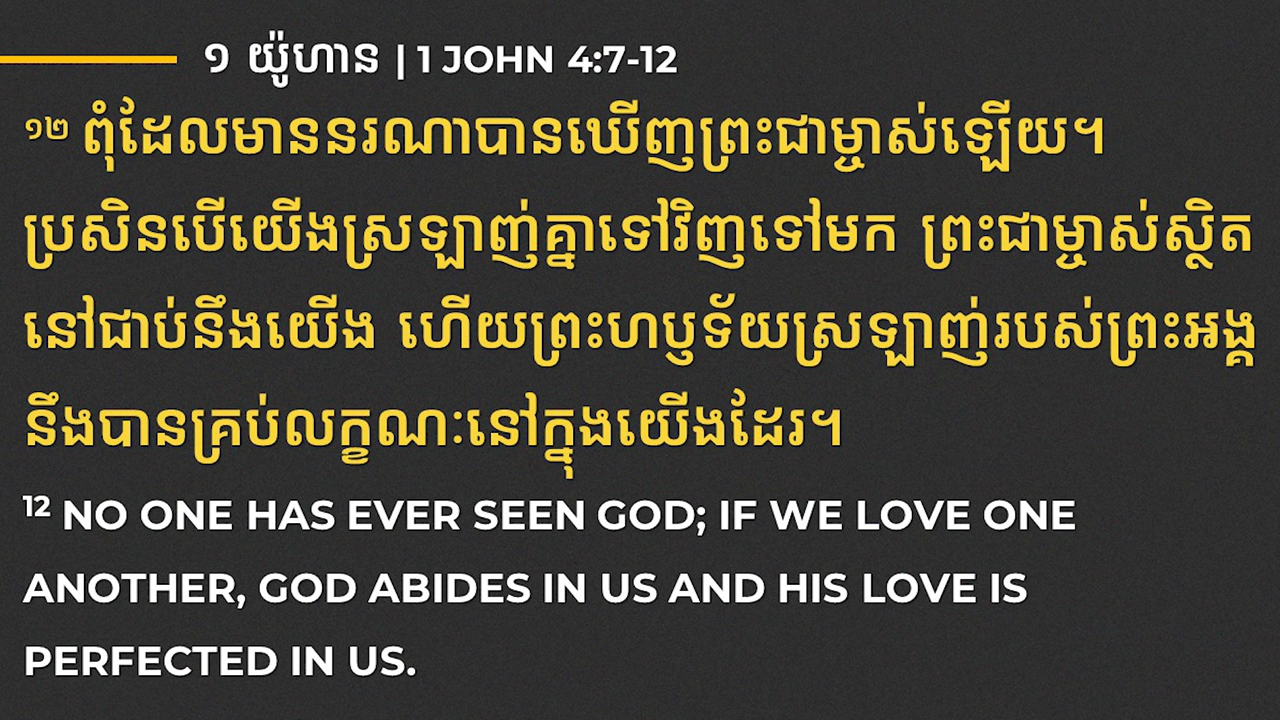 ១ យ៉ូហាន | 1 JOHN 4:7-12
១២ ពុំដែលមាននរណាបានឃើញព្រះជាម្ចាស់ឡើយ។
ប្រសិនបើយើងស្រឡាញ់គ្នាទៅវិញទៅមក ព្រះជាម្ចាស់ស្ថិត
នៅជាប់នឹងយើង ហើយព្រះហឫទ័យស្រឡាញ់របស់ព្រះអង្គ
នឹងបានគ្រប់លក្ខណៈនៅក្នុងយើងដែរ។
12 NO ONE HAS EVER SEEN GOD; IF WE LOVE ONE
ANOTHER, GOD ABIDES IN US AND HIS LOVE IS
PERFECTED IN US.